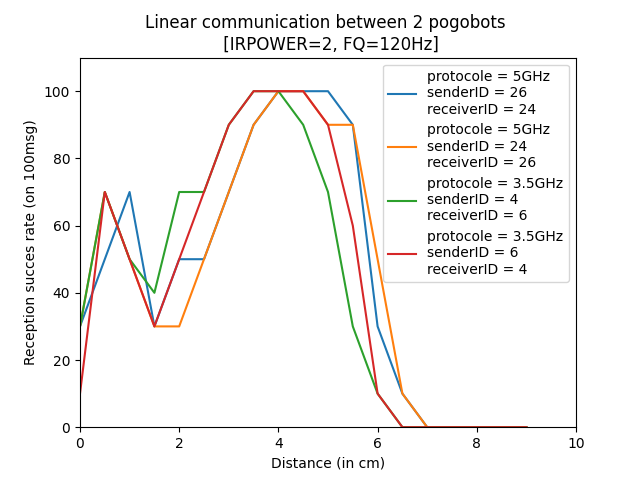 Linear communication between 2 pogobots
[IRPOWER=2, FQ=120Hz]
Reception succes rate (on 100msg)
100
80
60
40
20
0
0
2
4
6
8
10
Distance (in cm)
protocole = 5GHz
senderID = 26
receiverID = 24
protocole = 5GHz
senderID = 24
receiverID = 26
protocole = 3.5GHz
senderID = 4
receiverID = 6
protocole = 3.5GHz
senderID = 6
receiverID = 4